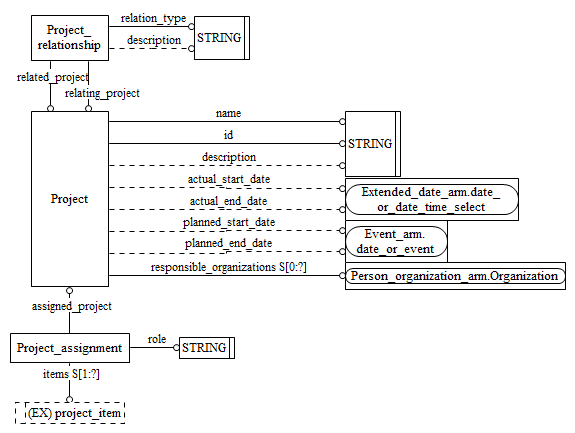 relation_type
Project_
relationship
STRING
description
related_project
relating_project
name
id
STRING
description
Project
actual_start_date
Extended_date_arm.date_
or_date_time_select
actual_end_date
planned_start_date
Event_arm.
date_or_event
planned_end_date
responsible_organizations S[0:?]
Person_organization_arm.Organization
assigned_project
Project_assignment
role
STRING
items S[1:?]
(EX) project_item